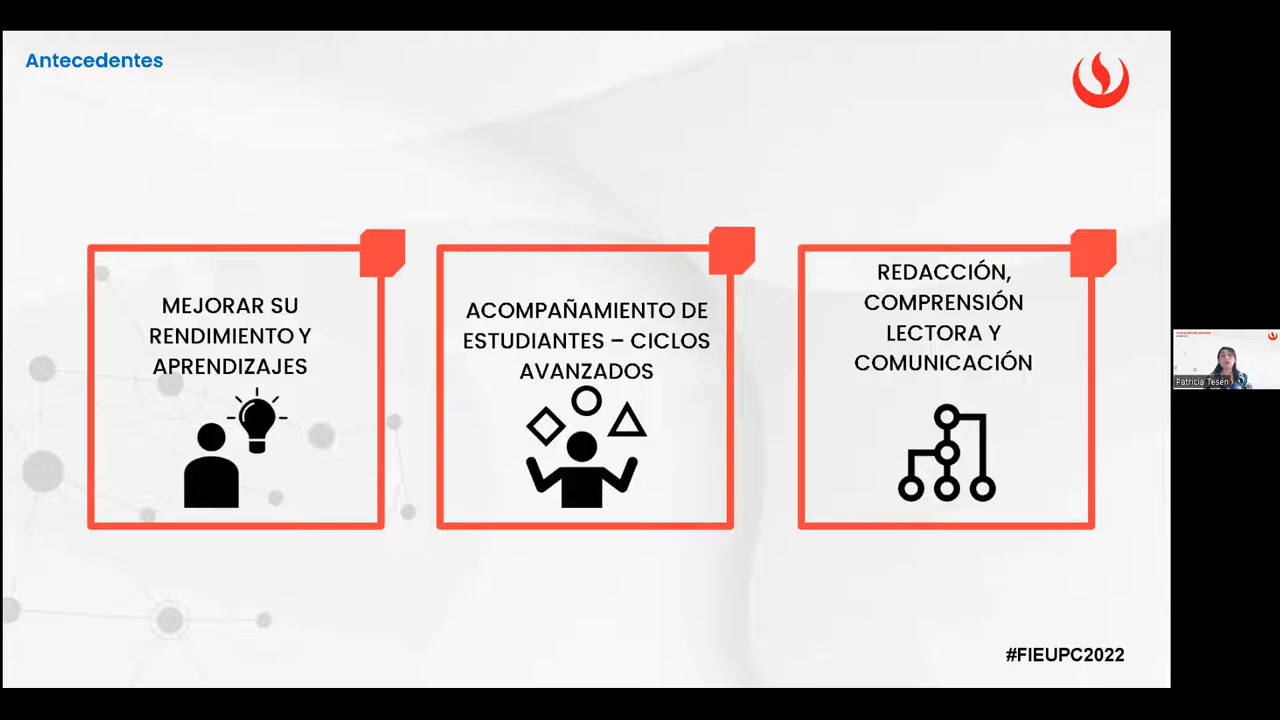 Antecedentes
MEJORAR SU
RENDIMIENTO Y
APRENDIZAJES
ACOMPAÑAMIENTO DE
ESTUDIANTES – CICLOS
AVANZADOS
REDACCIÓN,
COMPRENSIÓN
LECTORA Y
COMUNICACIÓN
Patricia Tesén
#FIEUPC2022